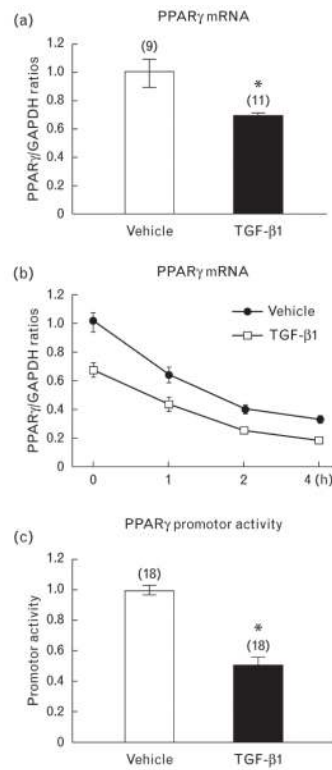 (a)
PPARγ mRNA
PPARγ/GAPDH ratios
1.2
1.0
0.8
0.6
0.4
0.2
0
(9)
*
(11)
Vehicle
TGF-β1
(b)
PPARγ mRNA
PPARγ/GAPDH ratios
1.2
1.0
0.8
0.6
0.4
0.2
0
Vehicle
TGF-β1
0 1 2 4 (h)
(c)
PPARγ promotor activity
Promotor activity
1.2
1.0
0.8
0.6
0.4
0.2
0
(18)
*
(18)
Vehicle
TGF-β1